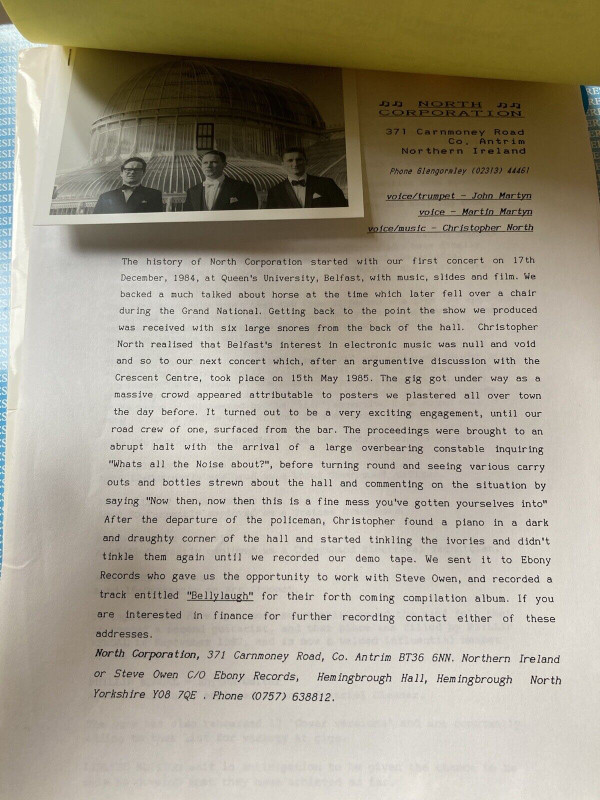 ♫♫ NORTH ♫♫
CORPORATION
371 Carnmoney Road
Co. Antrim
Northern Ireland
Phone Glengormley (02313) 44461
voice/trumpet - John Martyn
voice - Martin Martyn
voice/music - Christopher North
The history of North Corporation started with our first concert on 17th
December, 1984, at Queen's University, Belfast, with music, slides and film. We
backed a much talked about horse at the time which later fell over a chair
during the Grand National. Getting back to the point the show we produced
was received with six large snores from the back of the hall. Christopher
North realised that Belfast's interest in electronic music was null and void
and so to our next concert which, after an argumentive discussion with the
Crescent Centre, took place on 15th May 1985. The gig got under way as a
massive crowd appeared attributable to posters we plastered all over town
the day before. It turned out to be a very exciting engagement, until our
road crew of one, surfaced from the bar. The proceedings were brought to an
abrupt halt with the arrival of a large overbearing constable inquiring
"Whats all the Noise about?", before turning round and seeing various carry
outs and bottles strewn about the hall and commenting on the situation by
saying "Now then, now then this is a fine mess you've gotten yourselves into"
After the departure of the policeman, Christopher found a piano in a dark
and draughty corner of the hall and started tinkling the ivories and didn't
tinkle them again until we recorded our demo tape. We sent it to Ebony
Records who gave us the opportunity to work with Steve Owen, and recorded a
track entitled "Bellylaugh" for their forth coming compilation album. If you
are interested in finance for further recording contact either of these
addresses.
North Corporation, 371 Carnmoney Road, Co. Antrim BT36 6NN. Northern Ireland
or Steve Owen C/O Ebony Records, Hemingbrough Hall, Hemingbrough North
Yorkshire YO8 7QE . Phone (0757) 638812.